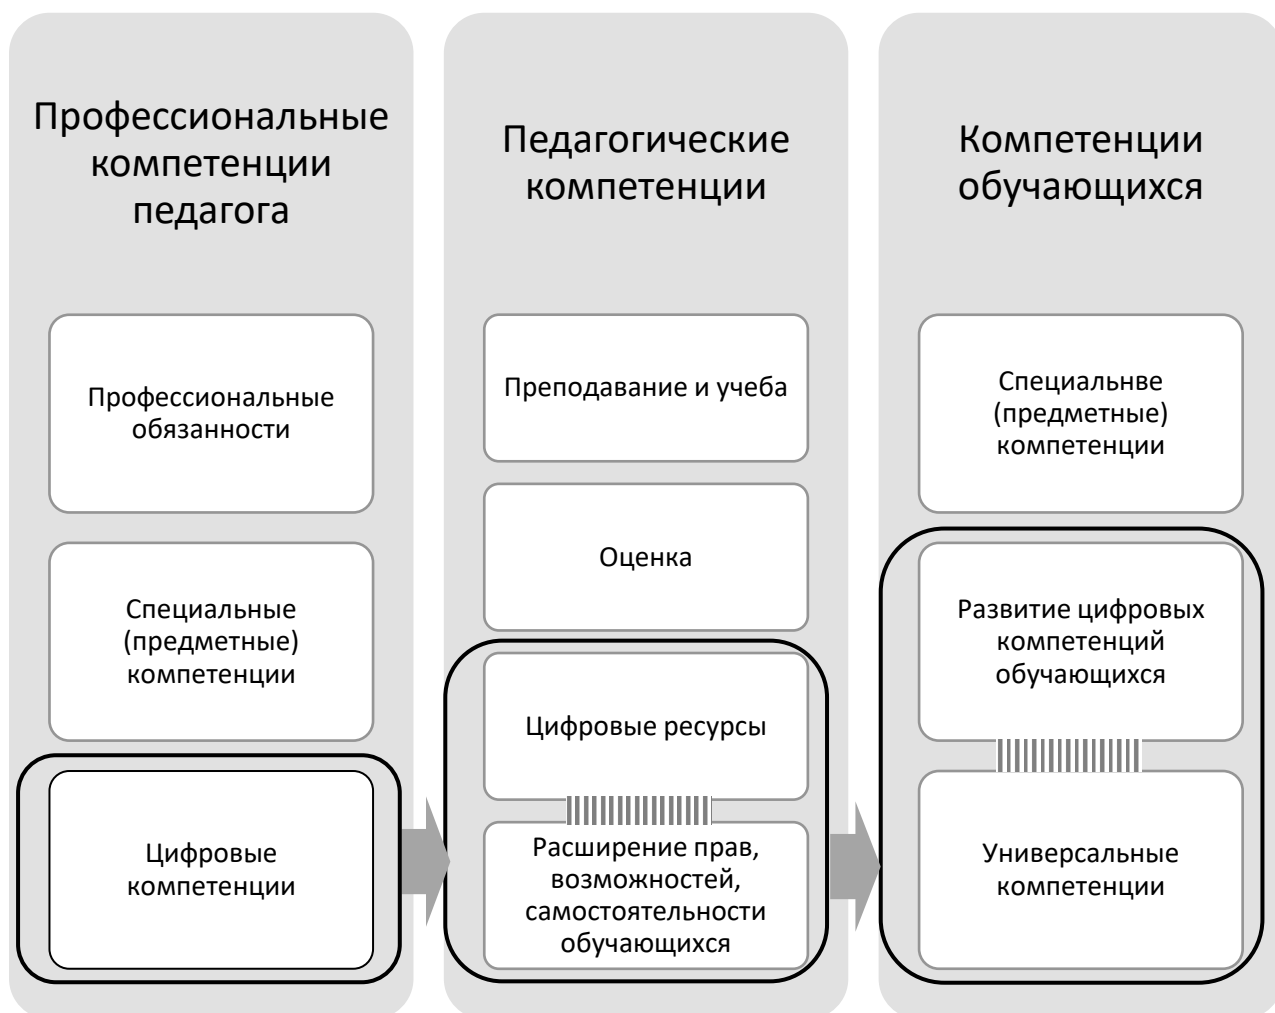 Профессиональные
компетенции
педагога
Профессиональные
обязанности
Специальные
(предметные)
компетенции
Цифровые
компетенции
Педагогические
компетенции
Преподавание и учеба
Оценка
Цифровые ресурсы
Расширение прав,
возможностей,
самостоятельности
обучающихся
Компетенции
обучающихся
Специальнве
(предметные)
компетенции
Развитие цифровых
компетенций
обучающихся
Универсальные
компетенции